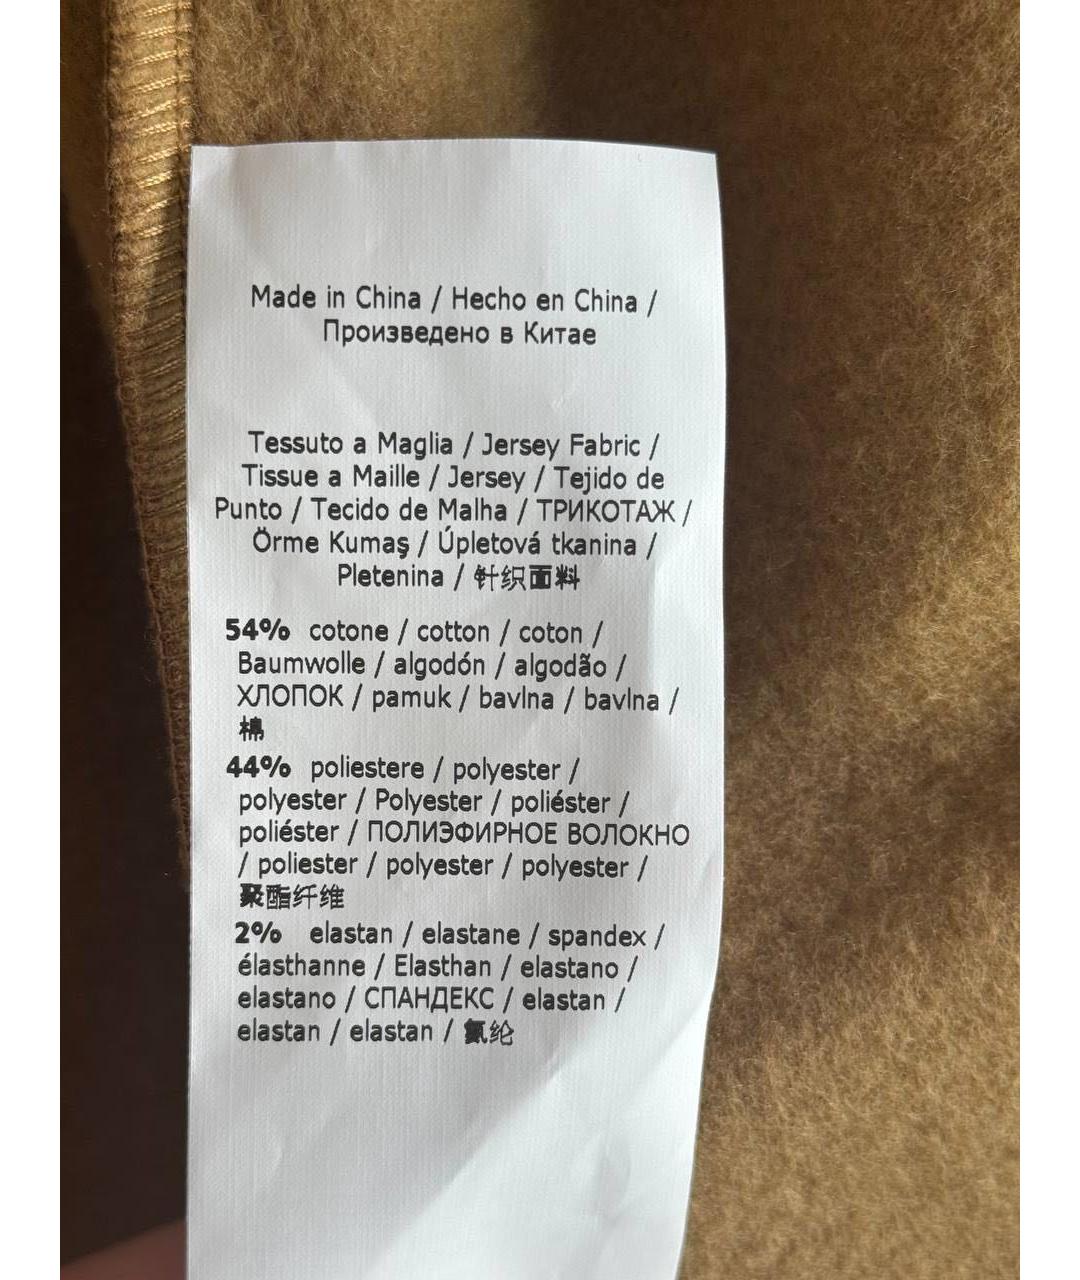 Made in China / Hecho en China /
Произведено в Китае
Tessuto a Maglia / Jersey Fabric /
Tissue a Maille / Jersey / Tejido de
Punto / Tecido de Malha / ТРИКОТАЖ /
Örme Kumaş / Úpletová tkanina /
Pletenina / 针织面料
54% cotone / cotton / coton /
Baumwolle / algodón / algodão /
ХЛОПОК / pamuk / bavlna / bavlna /
棉
44% poliestere / polyester /
polyester / Polyester / poliéster /
poliéster / ПОЛИЭФИРНОЕ ВОЛОКНО
/ poliester / polyester / polyester /
聚酯纤维
2% elastan / elastane / spandex /
élasthanne / Elasthan / elastano /
elastano / СПАНДЕКС / elastan /
elastan / elastan / 氨纶